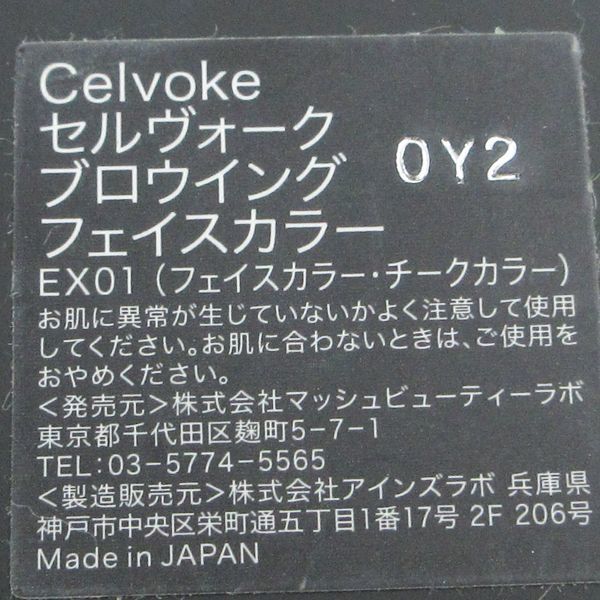 Celvoke
セルヴォーク
ブロウイング
フェイスカラー
0Y2
EX01（フェイスカラー・チークカラー）
お肌に異常が生じていないかよく注意して使用
してください。お肌に合わないときは、ご使用を
おやめください。
<発売元>株式会社マッシュビューティーラボ
東京都千代田区麹町5-7-1
TEL:03-5774-5565
<製造販売元>株式会社アインズラボ 兵庫県
神戸市中央区栄町通五丁目1番17号 2F 206号
Made in JAPAN